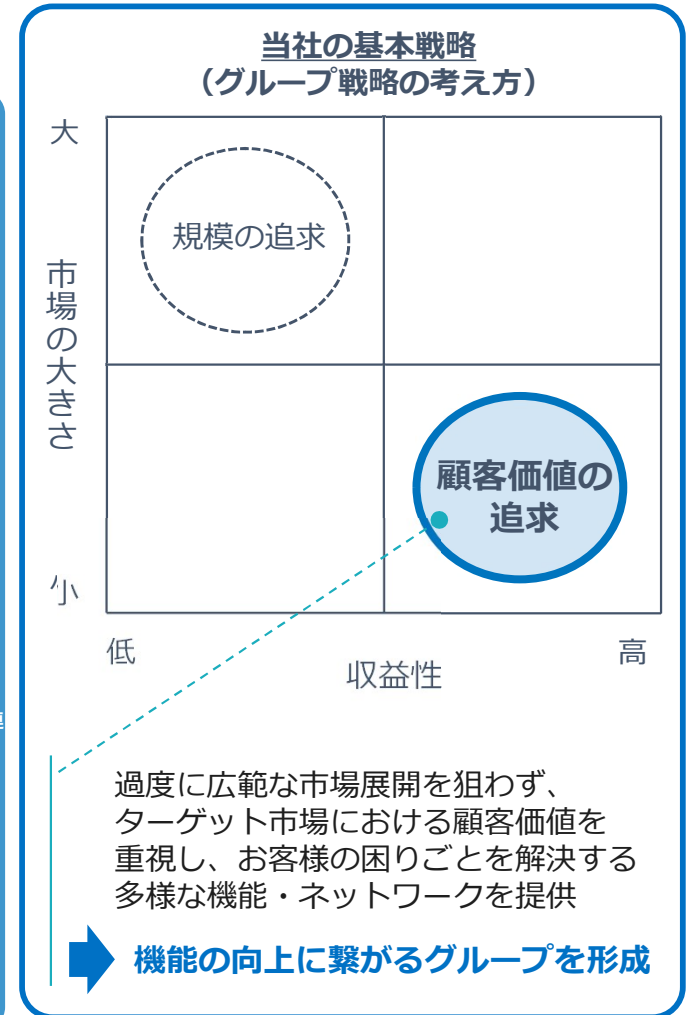 当社の基本戦略
（グループ戦略の考え方）
大
規模の追求
市場の大きさ
顧客価値の
追求
小
低
高
収益性
過度に広範な市場展開を狙わず、
ターゲット市場における顧客価値を
重視し、お客様の困りごとを解決する
多様な機能・ネットワークを提供
機能の向上に繋がるグループを形成